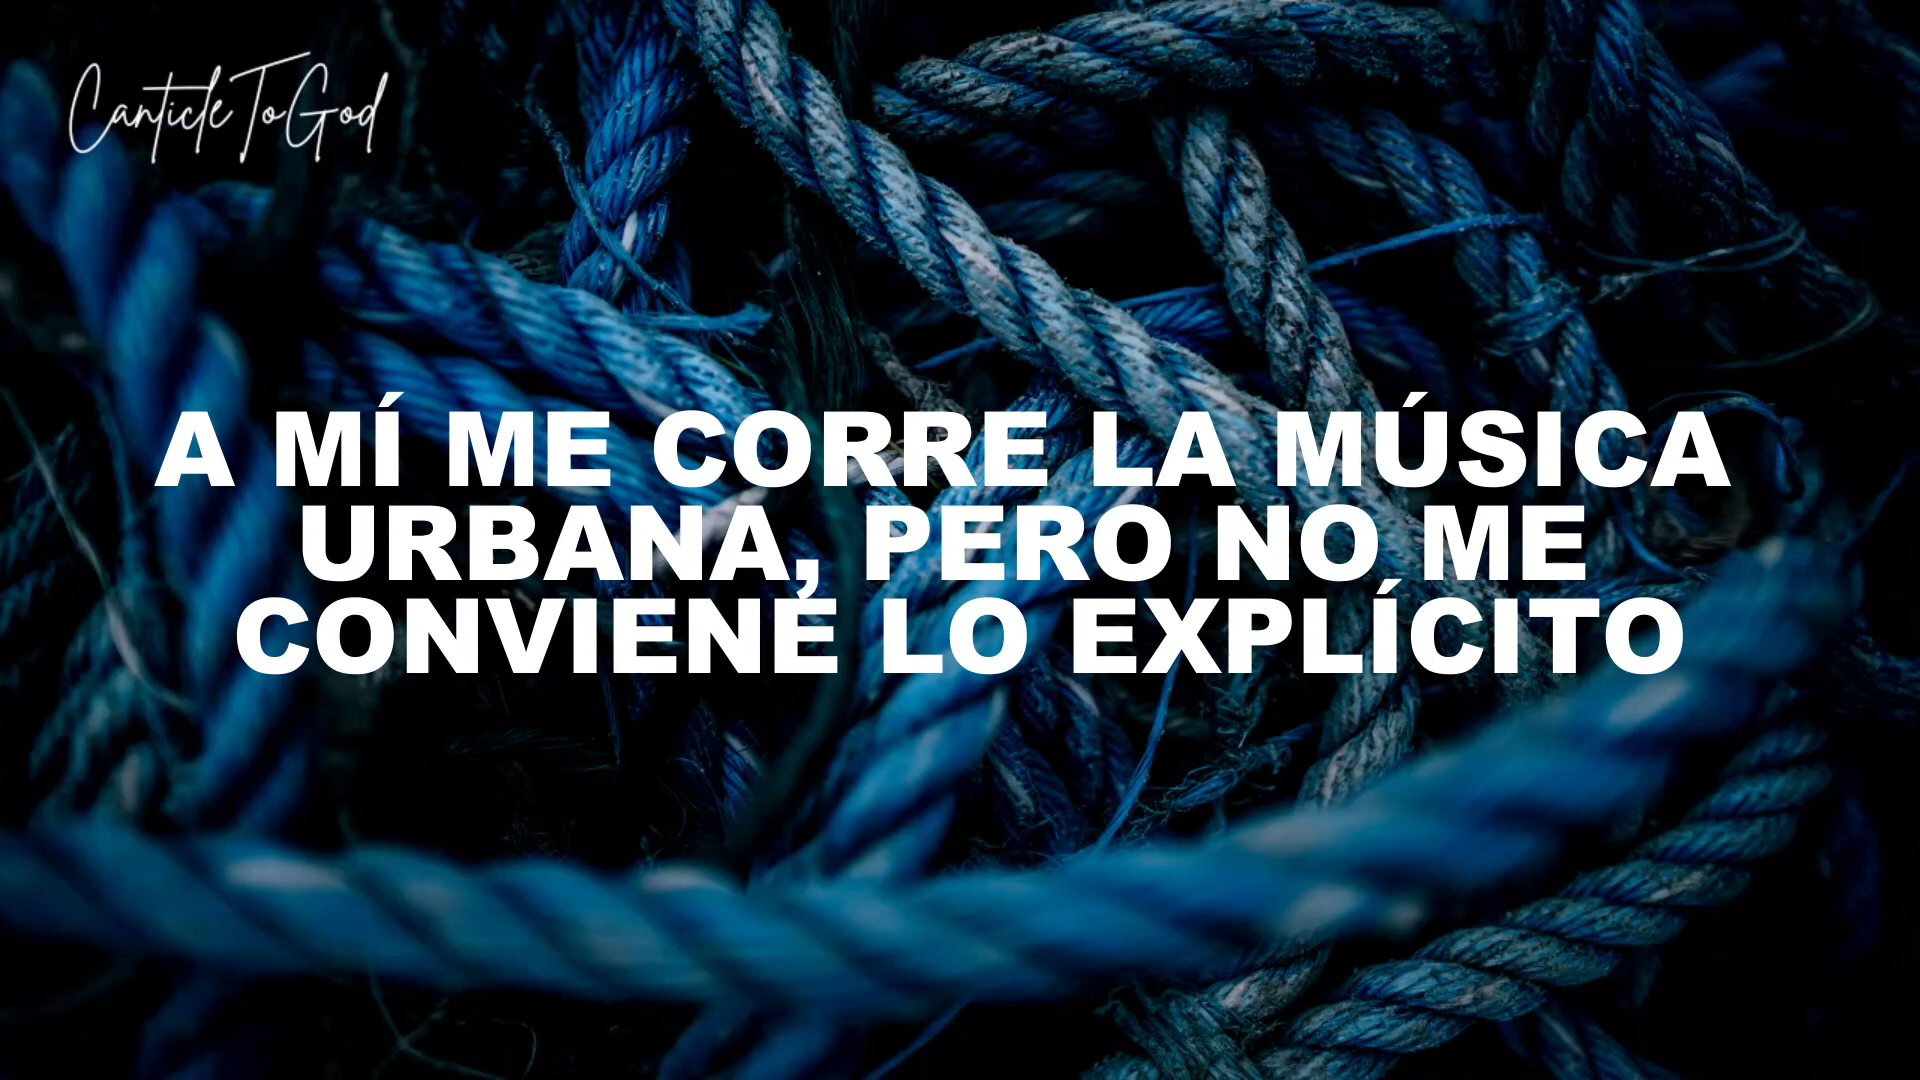 CanticleToGod
A MÍ ME CORRE LA MÚSICA
URBANA, PERO NO ME
CONVIENE LO EXPLÍCITO